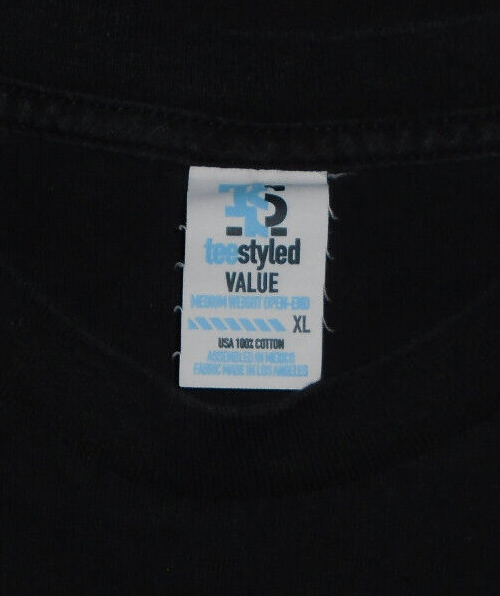 TS
teestyled
VALUE
MEDIUM WEIGHT OPEN-END
XL
USA 100% COTTON
ASSEMBLED IN MEXICO
FABRIC MADE IN LOS ANGELES